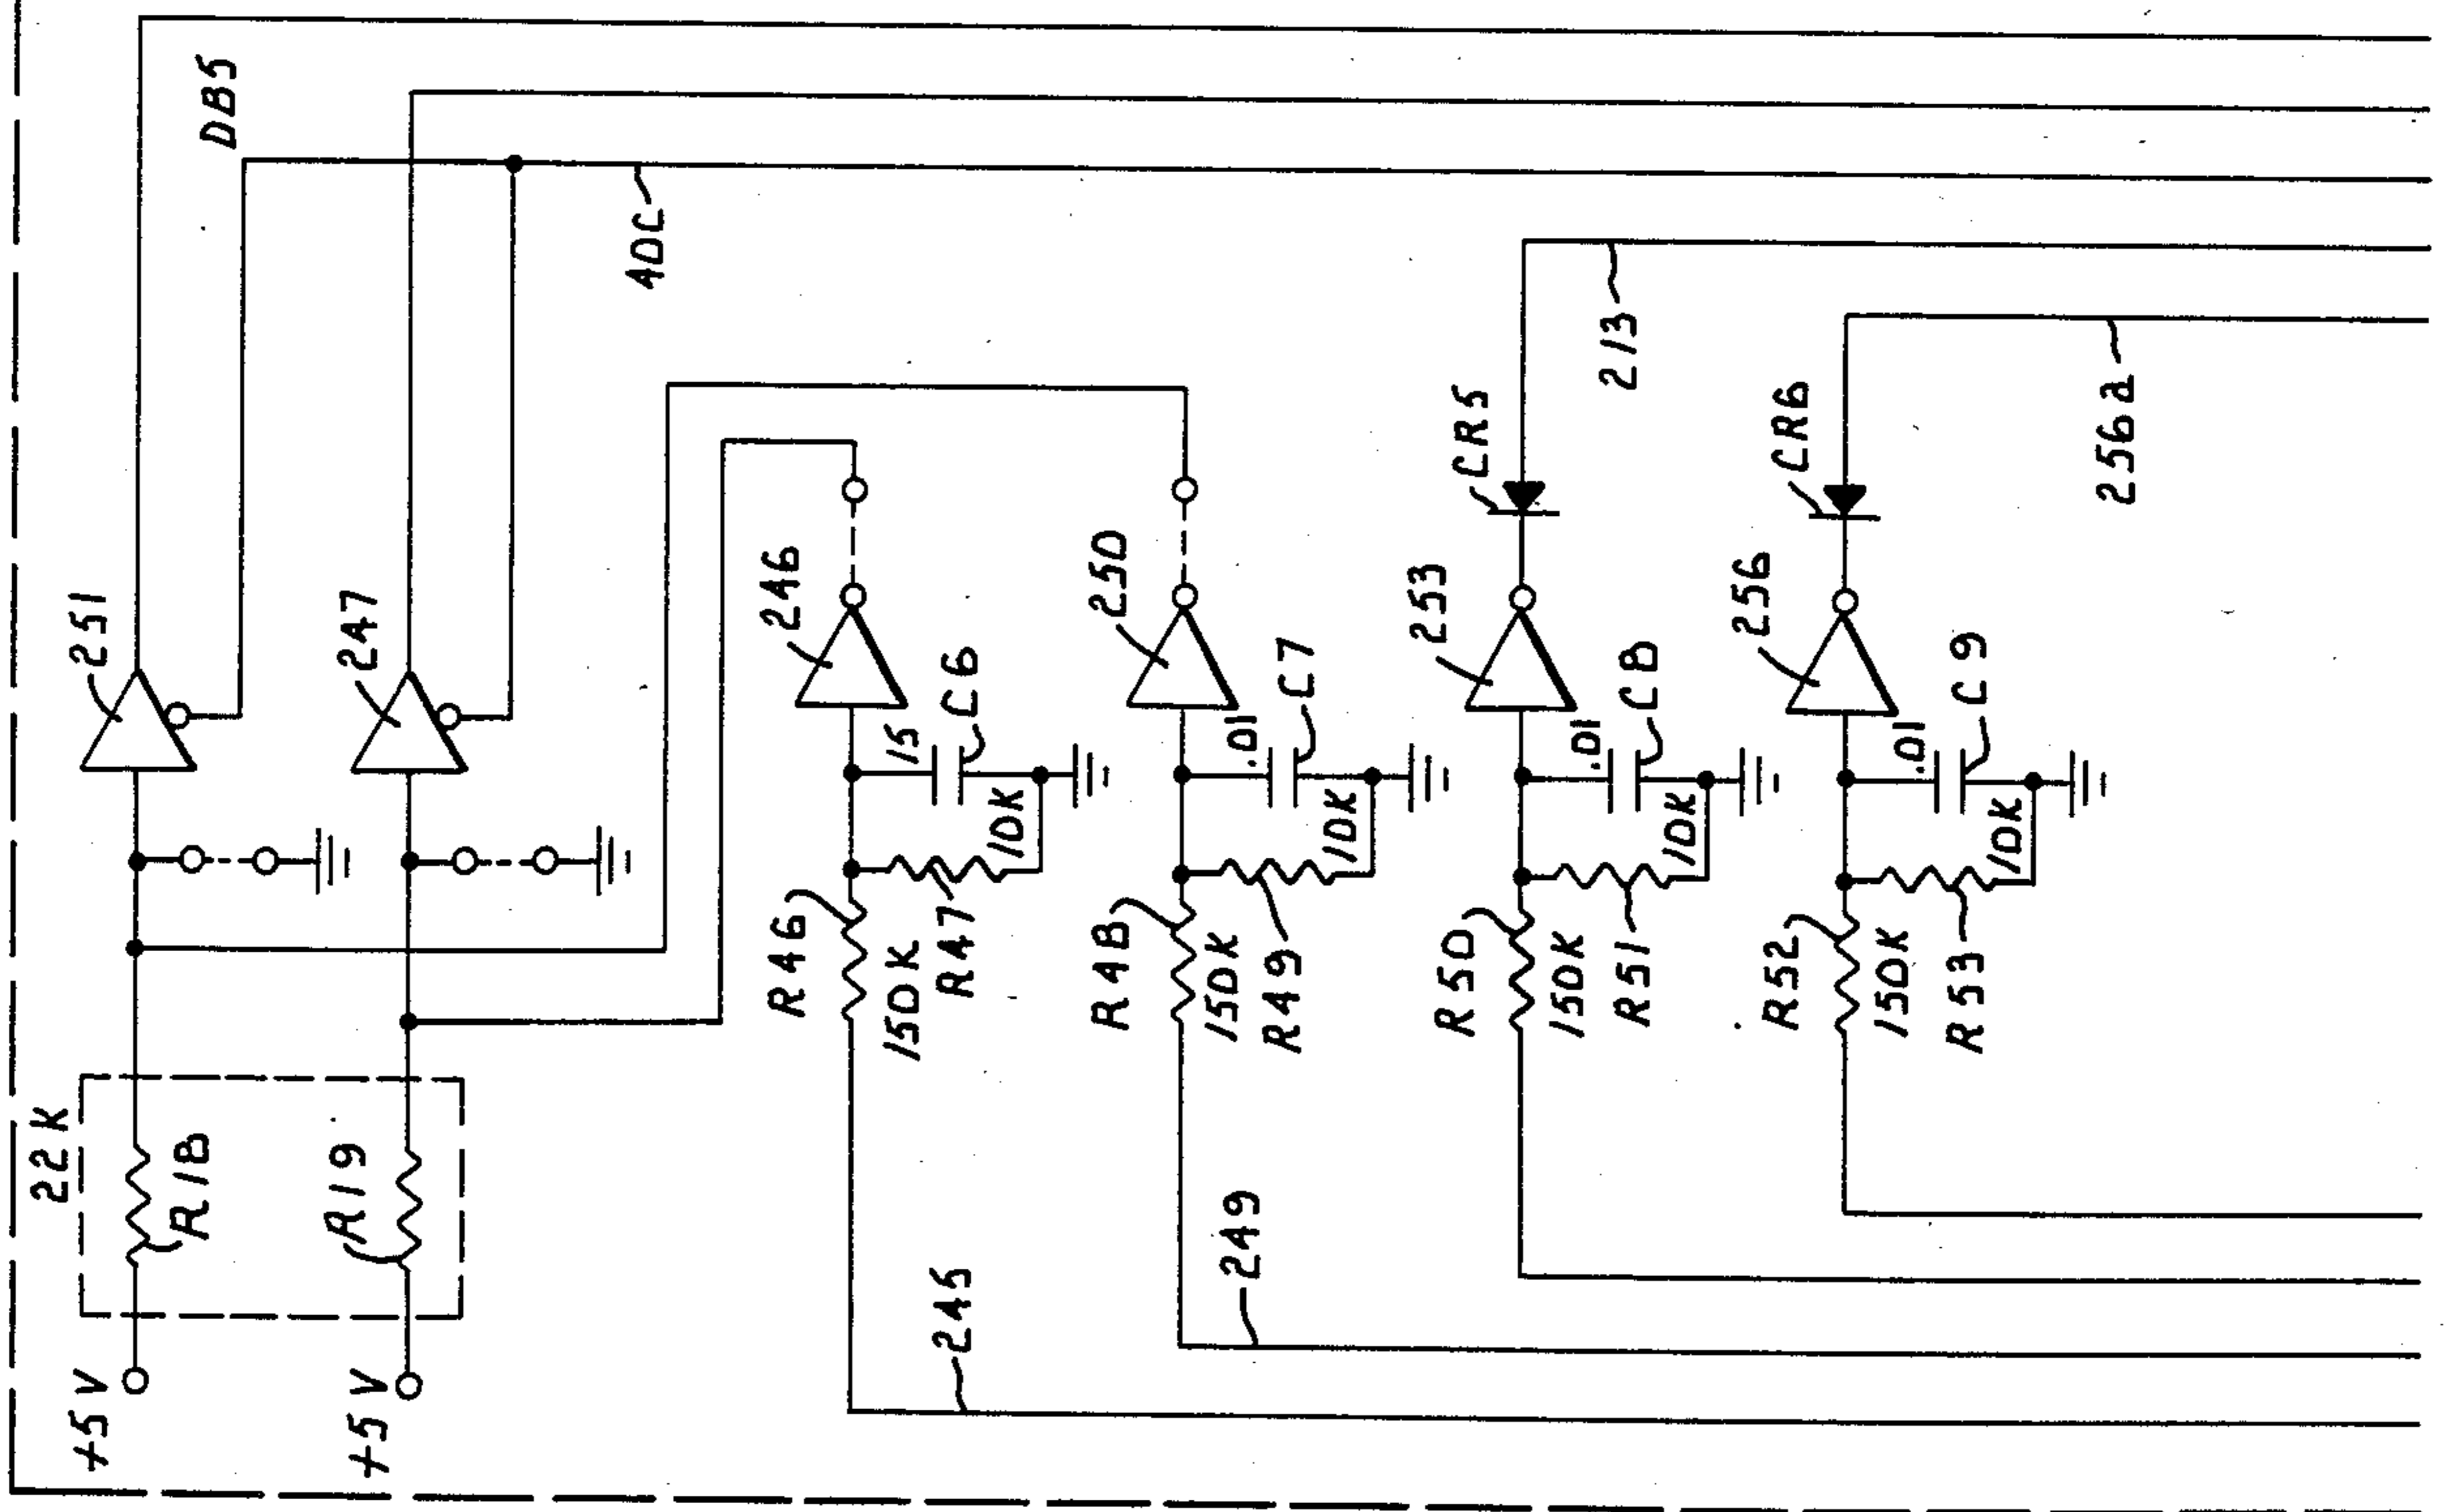 22K
+5V
251
R18
DB5
+5V
R19
247
40C
R46
246
150K
15
245
R47
C6
10K
R48
250
150K
.01
249
R49
C7
10K
R50
253
CR5
150K
.01
213
R51
C8
10K
R52
256
CR6
150K
.01
R53
C9
10K
256a